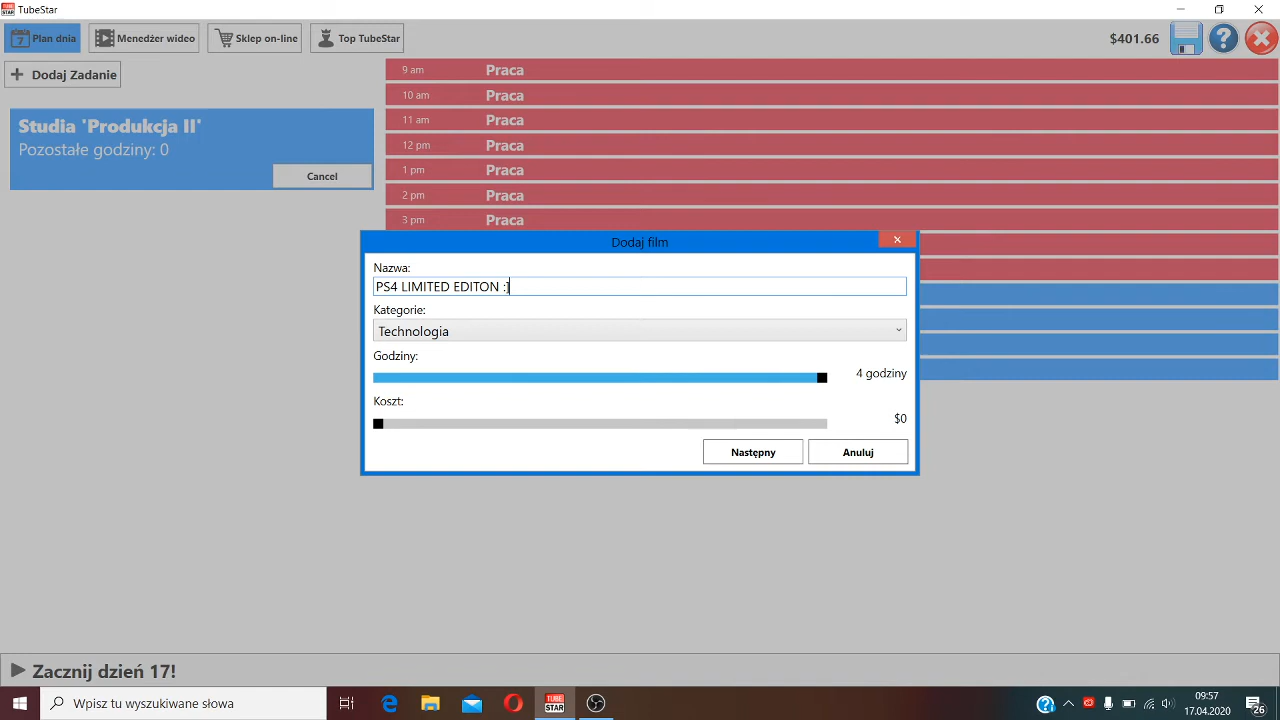 TubeStar
7 Plan dnia
Menedżer wideo
Sklep on-line
Top TubeStar
$401.66
?
+ Dodaj Zadanie
Studia 'Produkcja II'
Pozostałe godziny: 0
Cancel
9 am Praca
10 am Praca
11 am Praca
12 pm Praca
1 pm Praca
2 pm Praca
3 pm Praca
Dodaj film
Nazwa:
PS4 LIMITED EDITON :
Kategorie:
Technologia
Godziny:
4 godziny
Koszt:
$0
Następny
Anuluj
Zacznij dzień 17!
Wpisz tu wyszukiwane słowa
TUBE STAR
09:57
17.04.2020
26